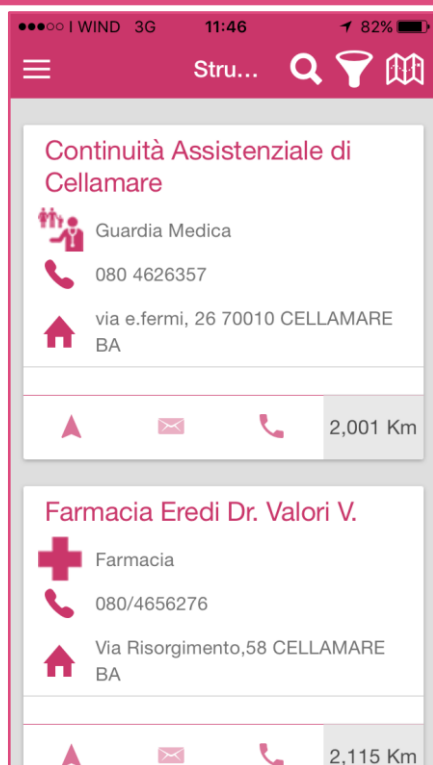 I WIND 3G 11:46 82%
Stru...
Continuità Assistenziale di
Cellamare
Guardia Medica
080 4626357
via e.fermi, 26 70010 CELLAMARE
BA
2,001 Km
Farmacia Eredi Dr. Valori V.
Farmacia
080/4656276
Via Risorgimento,58 CELLAMARE
BA
2,115 Km